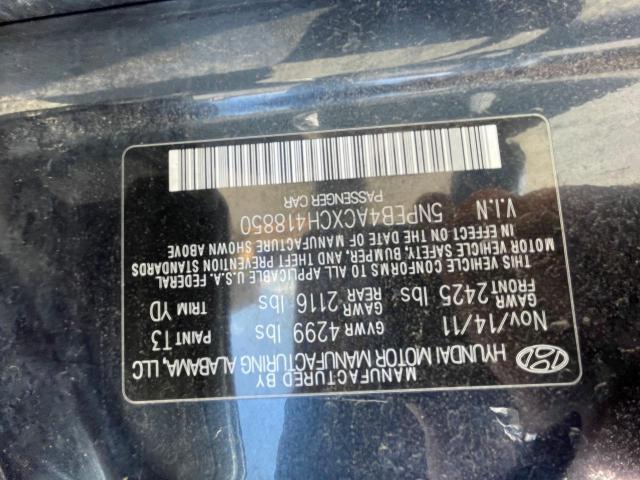 MANUFACTURED BY
HYUNDAI MOTOR MANUFACTURING ALABAMA, LLC
Nov/14/11 GVWR 4299 lbs PAINT T3
GAWR FRONT 2425 lbs GAWR REAR 2116 lbs TRIM YD
THIS VEHICLE CONFORMS TO ALL APPLICABLE U.S.A. FEDERAL
MOTOR VEHICLE SAFETY, BUMPER, AND THEFT PREVENTION STANDARDS
IN EFFECT ON THE DATE OF MANUFACTURE SHOWN ABOVE
V.I.N 5NPEB4ACXCH418850
PASSENGER CAR